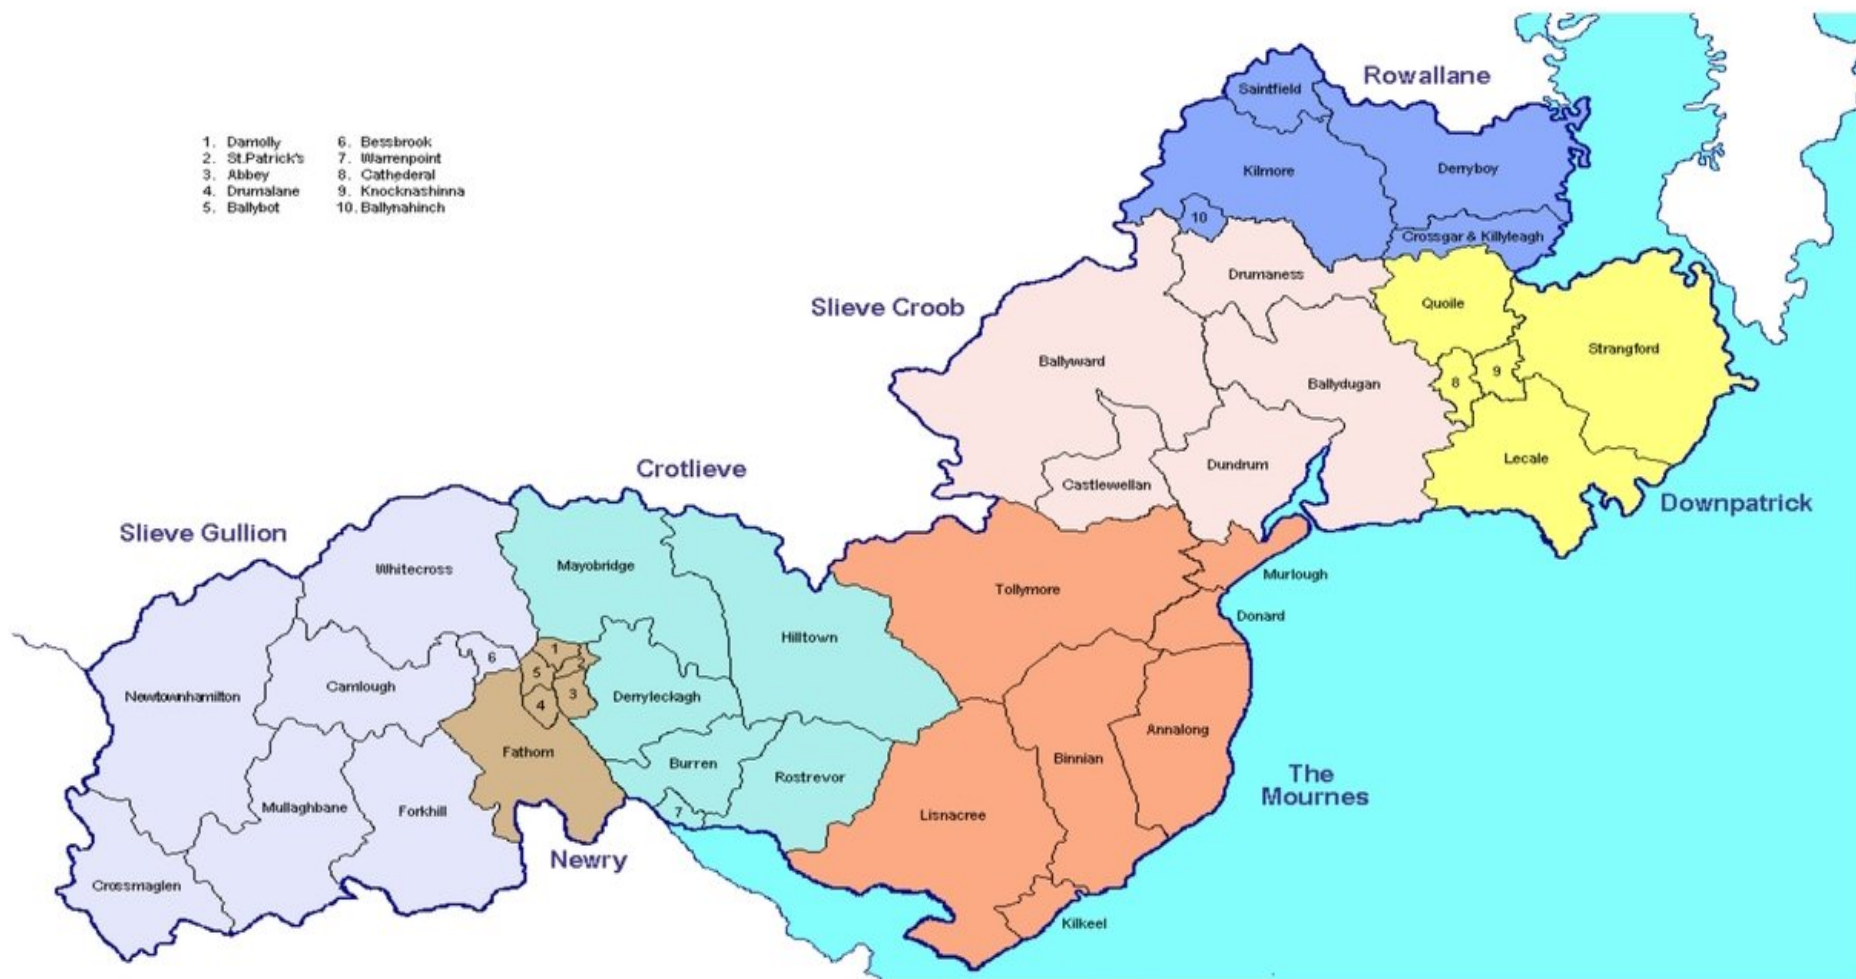 Rowallane
Saintfield
1. Damolly
2. St.Patrick's
3. Abbey
4. Drumalane
5. Ballybot
6. Bessbrook
7. Warrenpoint
8. Cathederal
9. Knocknashinna
10. Ballynahinch
Kilmore
Derryboy
10
Crossgar & Killyleagh
Drumaness
Slieve Croob
Quoile
Strangford
Ballyward
Ballydugan
8
9
Lecale
Dundrum
Castlewellan
Downpatrick
Crotlieve
Slieve Gullion
Whitecross
Mayobridge
Murlough
Tollymore
Donard
Hilltown
1
2
6
5
3
4
Camlough
Newtownhamilton
Derryleckagh
Annalong
Fathom
Binnian
Burren
Rostrevor
The
Mournes
Mullaghbane
Forkhill
7
Lisnacree
Newry
Crossmaglen
Kilkeel